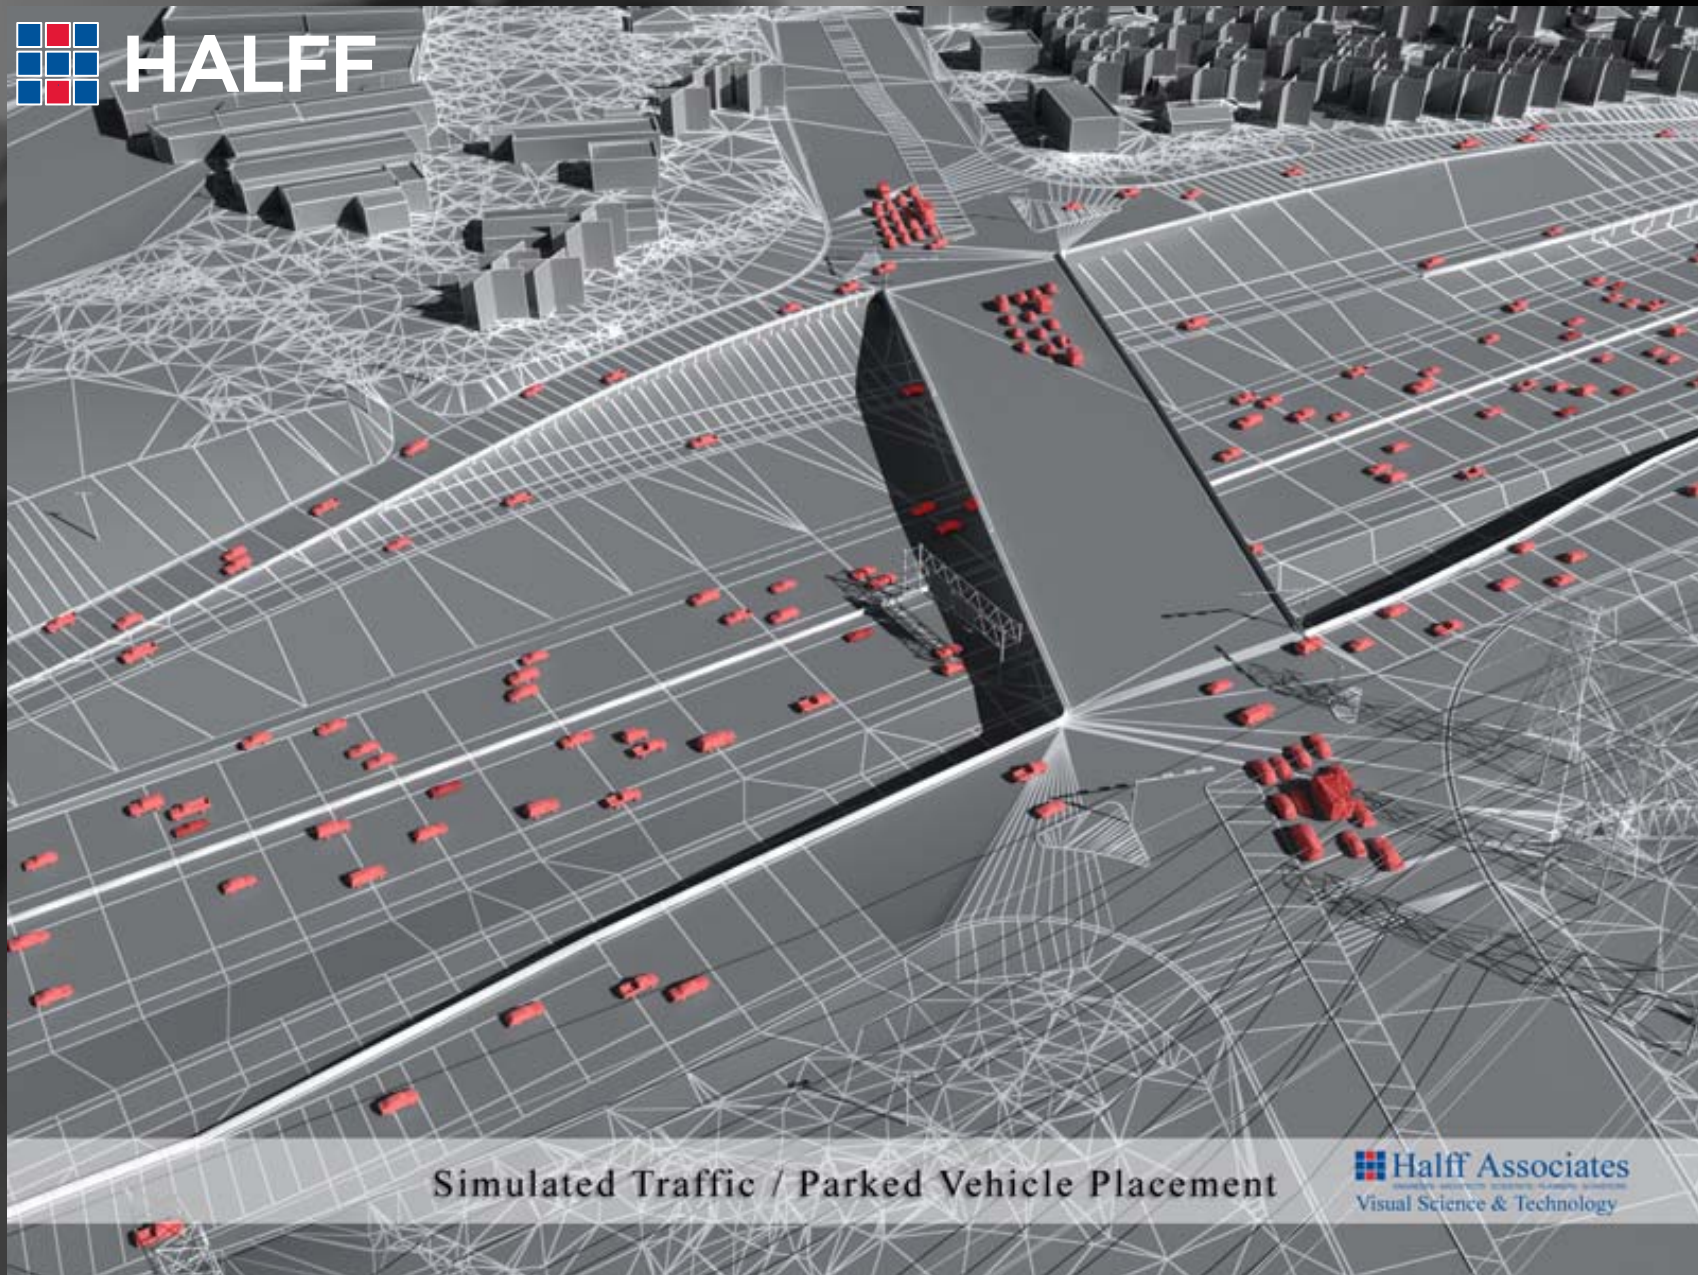 HALFF
Simulated Traffic / Parked Vehicle Placement
Halff Associates
Visual Science & Technology